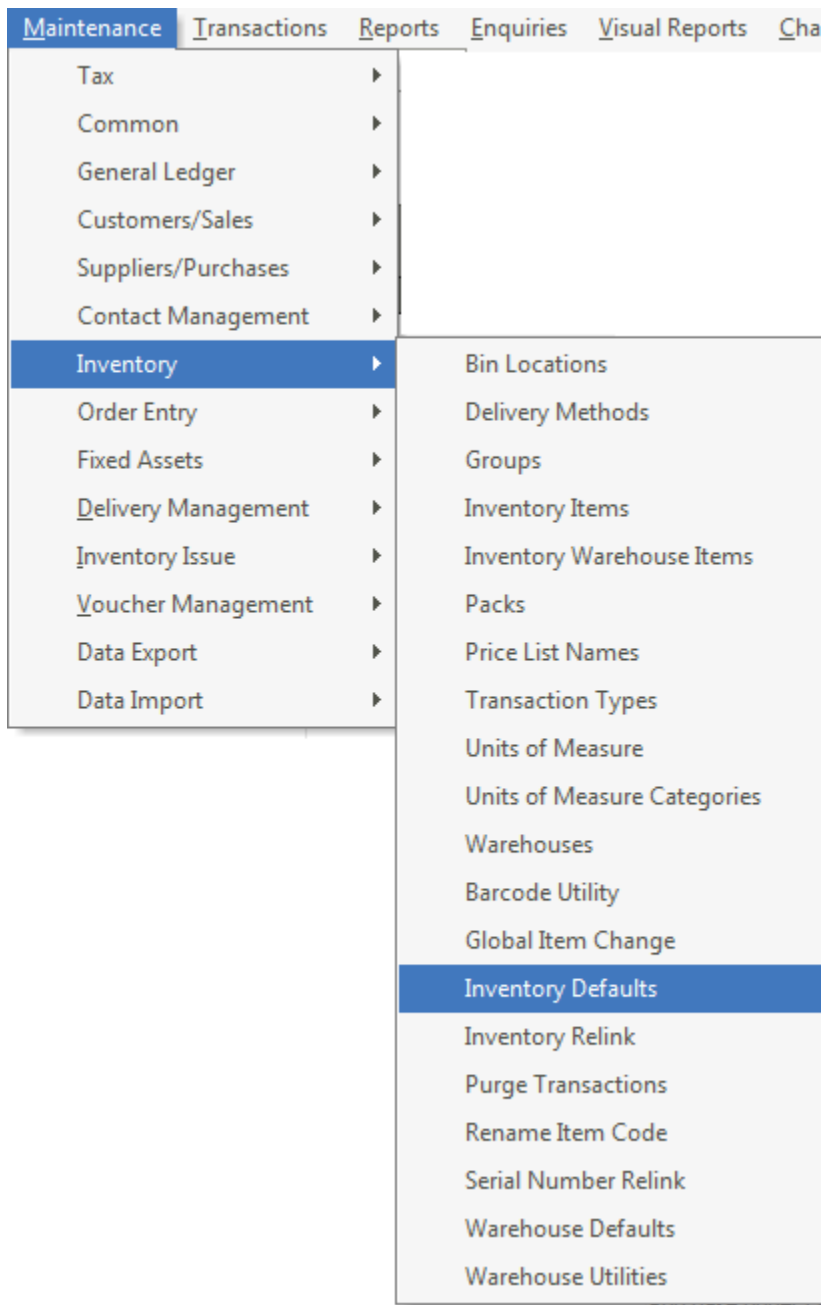 Maintenance Transactions Reports Enquiries Visual Reports Cha
Tax
Common
General Ledger
Customers/Sales
Suppliers/Purchases
Contact Management
Inventory
Order Entry
Fixed Assets
Delivery Management
Inventory Issue
Voucher Management
Data Export
Data Import
Bin Locations
Delivery Methods
Groups
Inventory Items
Inventory Warehouse Items
Packs
Price List Names
Transaction Types
Units of Measure
Units of Measure Categories
Warehouses
Barcode Utility
Global Item Change
Inventory Defaults
Inventory Relink
Purge Transactions
Rename Item Code
Serial Number Relink
Warehouse Defaults
Warehouse Utilities